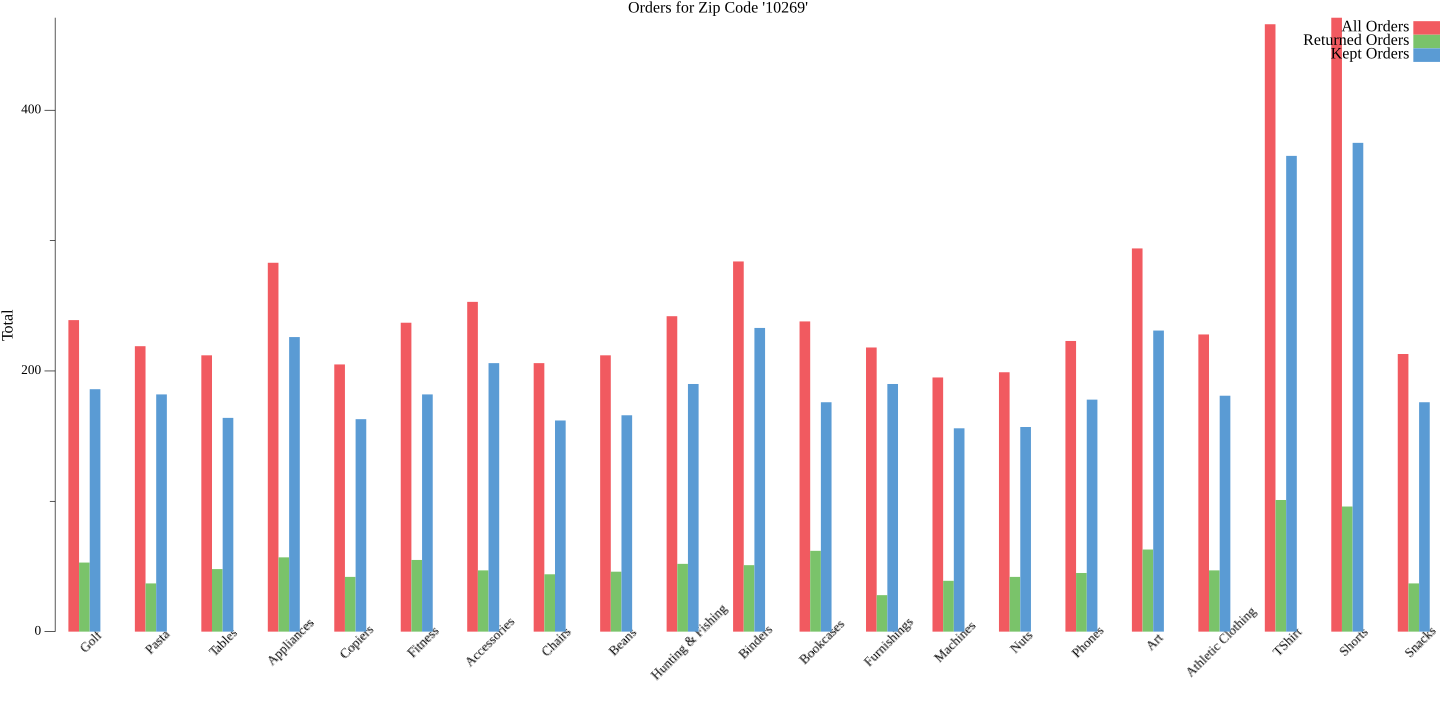 Orders for Zip Code '10269'
All Orders
Returned Orders
Kept Orders
Total
400
200
0
Golf
Pasta
Tables
Appliances
Copiers
Fitness
Accessories
Chairs
Beans
Hunting & Fishing
Binders
Bookcases
Furnishings
Machines
Nuts
Phones
Art
Athletic Clothing
TShirt
Shorts
Snacks